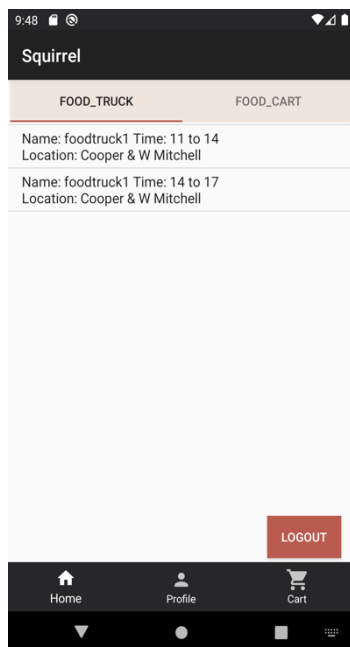 9:48
Squirrel
FOOD_TRUCK FOOD_CART
Name: foodtruck1 Time: 11 to 14
Location: Cooper & W Mitchell
Name: foodtruck1 Time: 14 to 17
Location: Cooper & W Mitchell
LOGOUT
Home Profile Cart